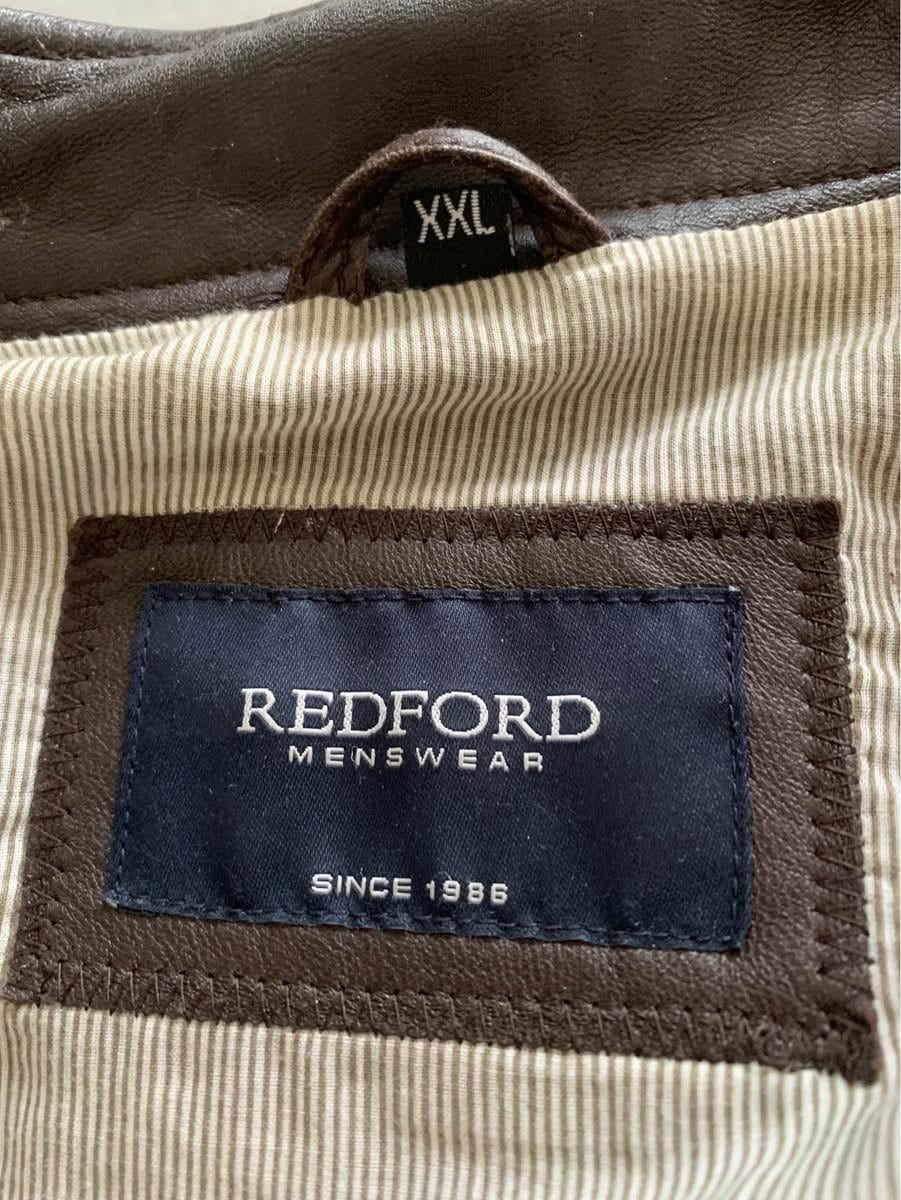 XXL
REDFORD
MENSWEAR
SINCE 1986